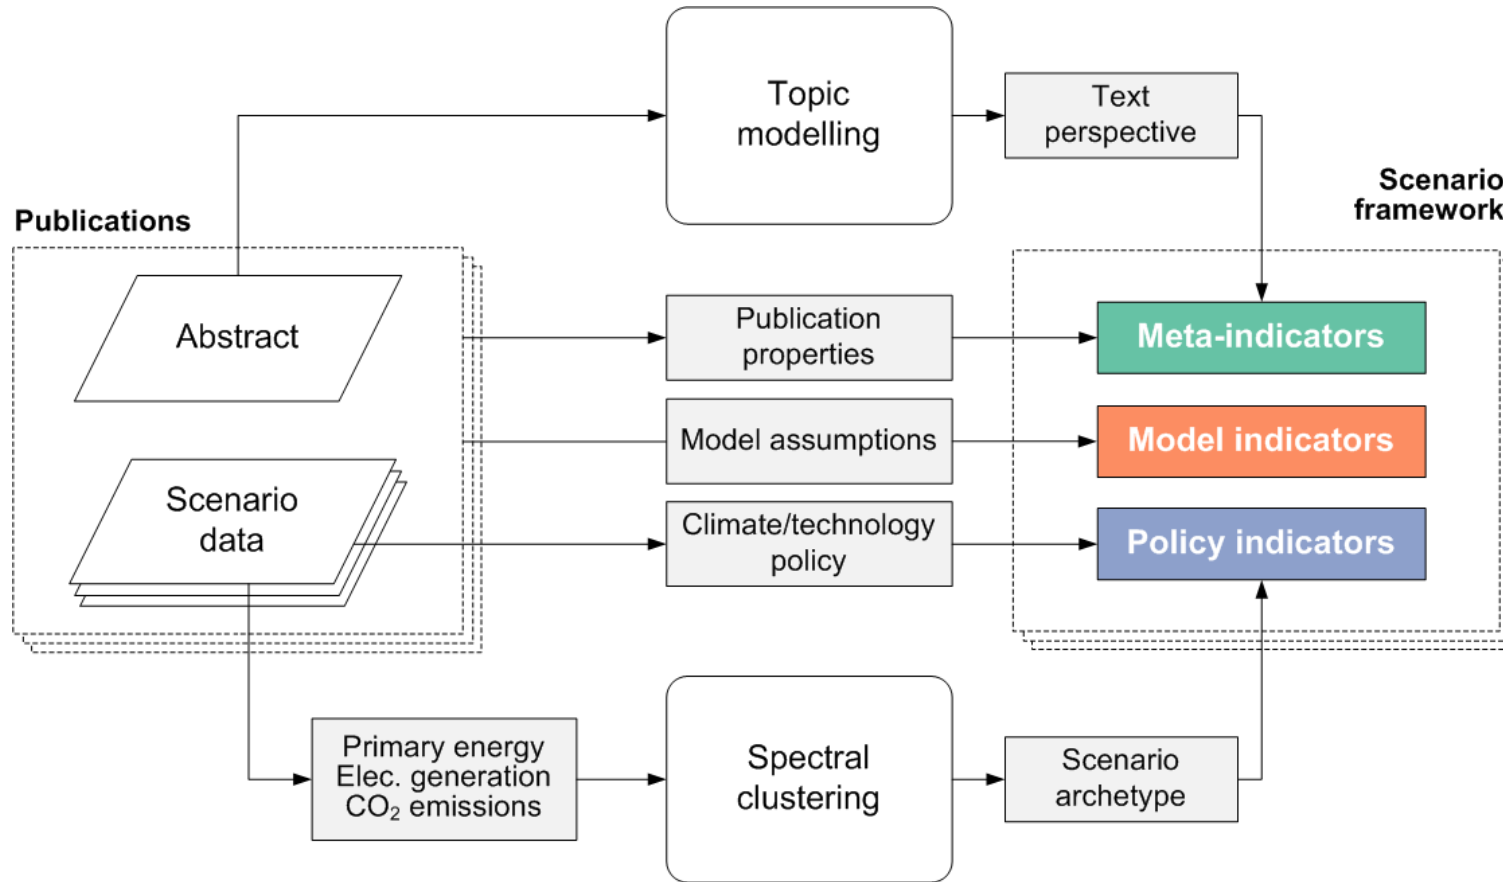 Topic
modelling
Text
perspective
Scenario
framework
Publications
Abstract
Publication
properties
Meta-indicators
Model assumptions
Model indicators
Scenario
data
Climate/technology
policy
Policy indicators
Primary energy
Elec. generation
CO₂ emissions
Spectral
clustering
Scenario
archetype